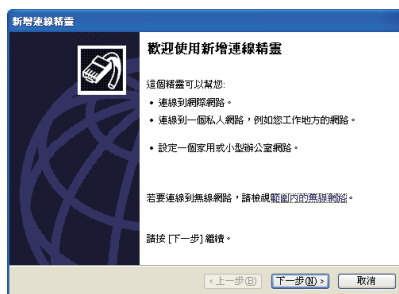 新增連線精靈
歡迎使用新增連線精靈
這個精靈可以幫您:
• 連線到網際網路。
• 連線到一個私人網路，例如您工作地方的網路。
• 設定一個家用或小型辦公室網路。
若要連線到無線網路，請檢視範圍內的無線網路。
請按 [下一步] 繼續。
<上一步(B) 下一步(N)> 取消